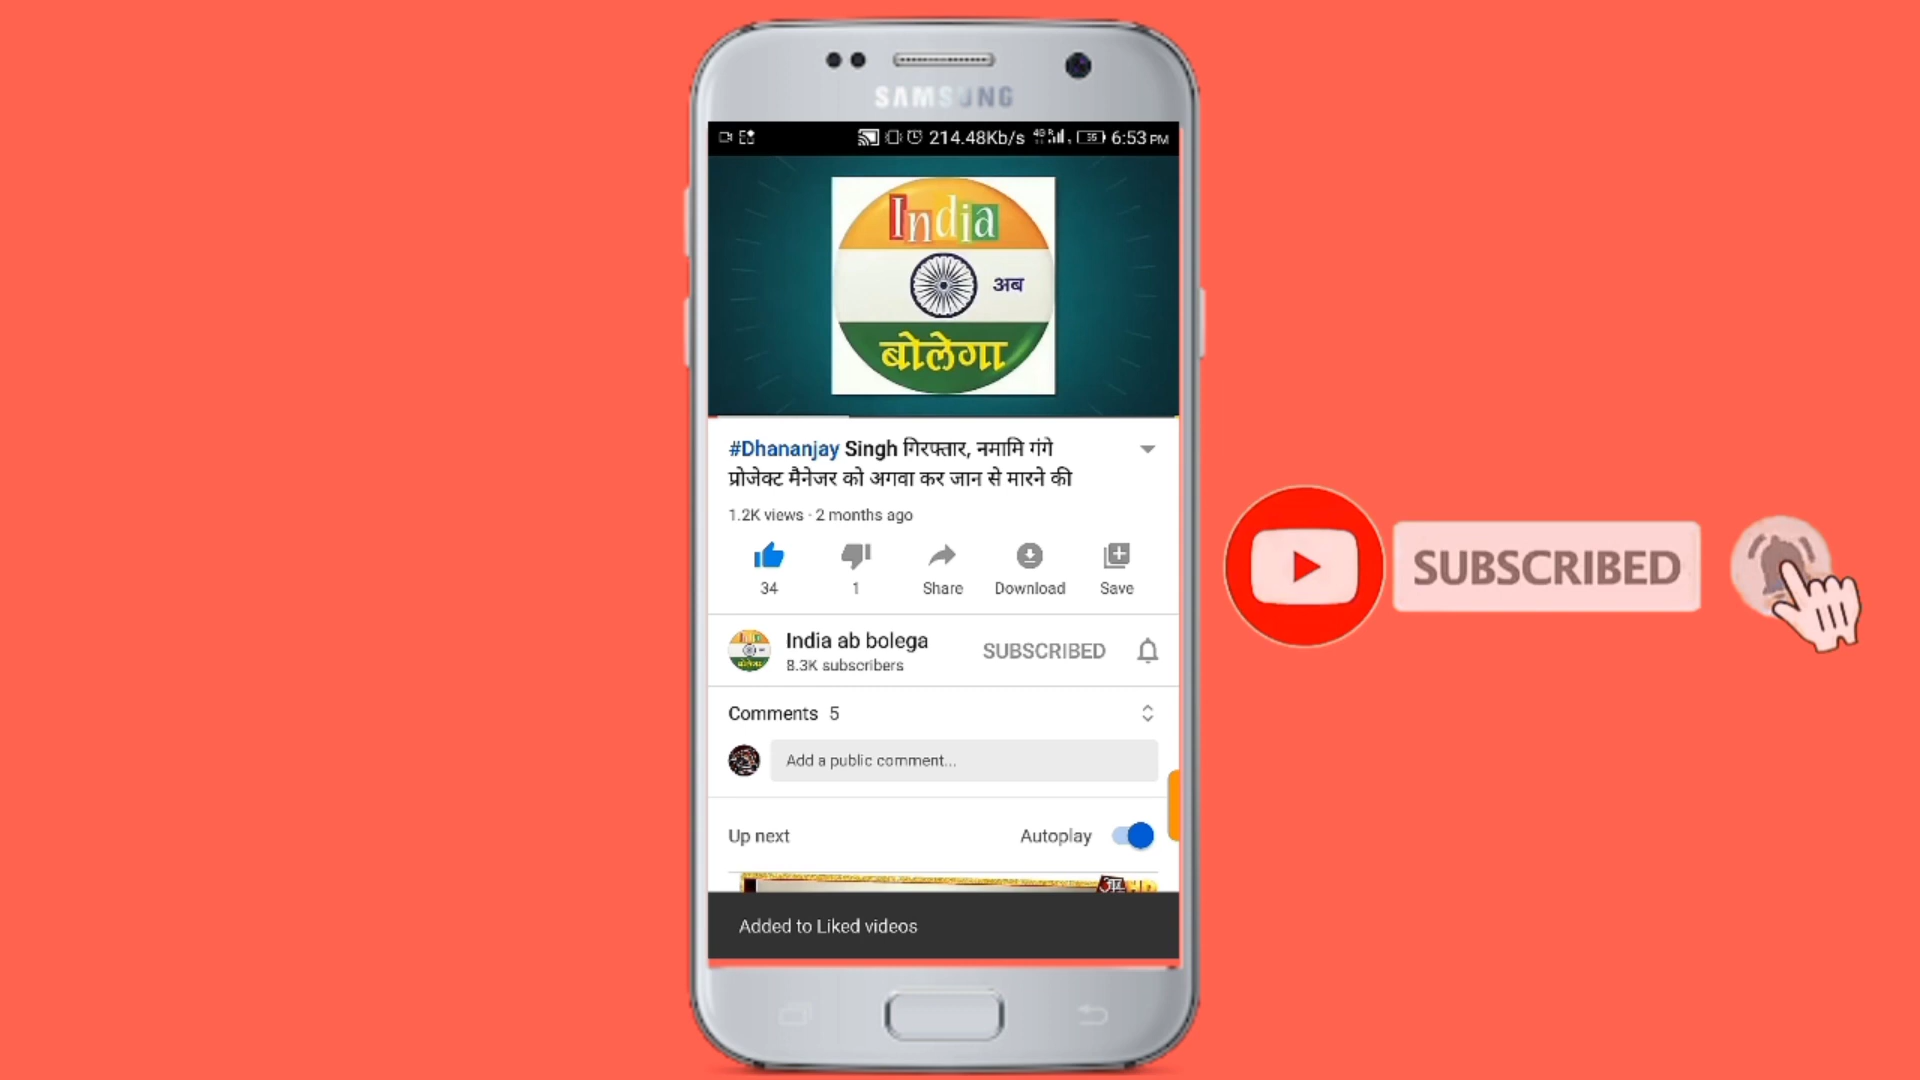 SAMSUNG
214.48Kb/s 4G R 35 6:53 PM
India
अब
बोलेगा
#Dhananjay Singh गिरफ्तार, नमामि गंगे
प्रोजेक्ट मैनेजर को अगवा कर जान से मारने की
1.2K views · 2 months ago
34 1 Share Download Save
India ab bolega
8.3K subscribers
SUBSCRIBED
SUBSCRIBED
Comments 5
Add a public comment...
Up next Autoplay
Added to Liked videos